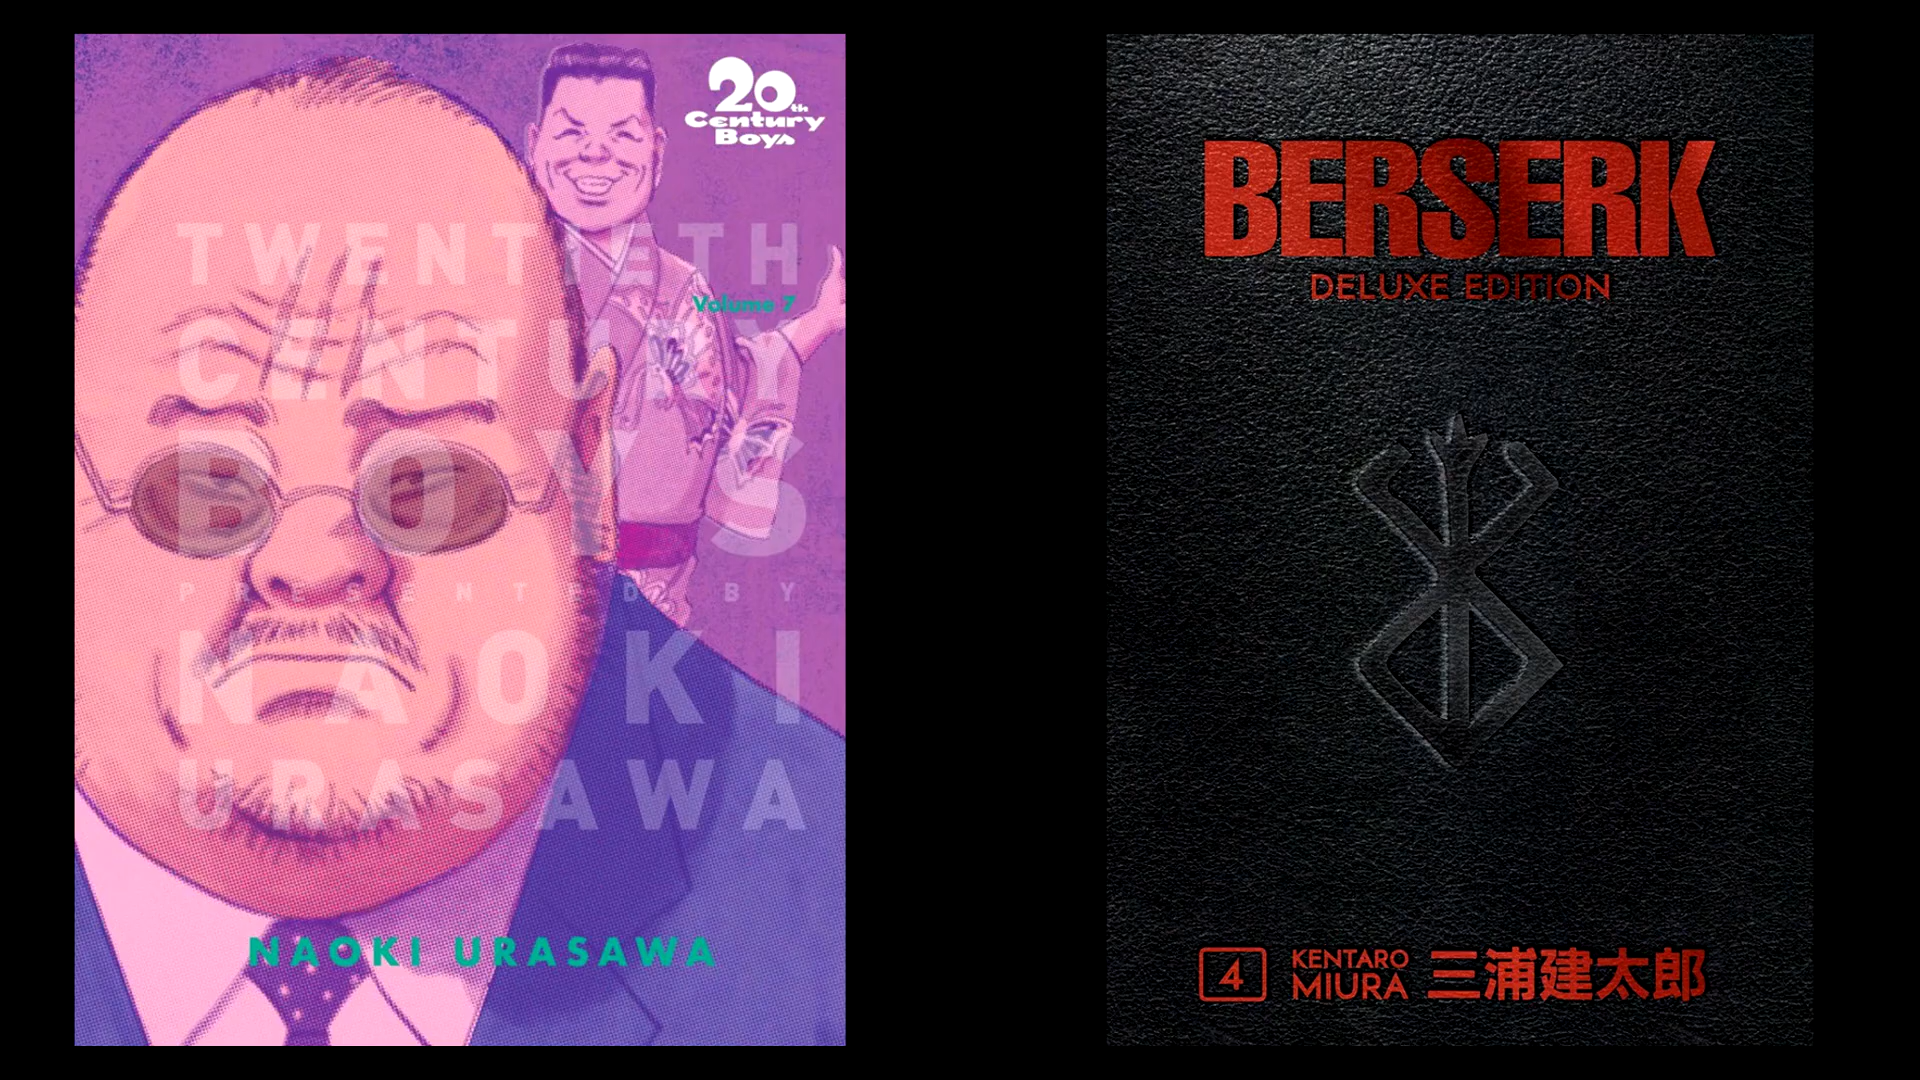 20th
Century
Boys
TWENTIETH
Volume 7
CENTURY
BOYS
PRESENTED BY
NAOKI
URASAWA
NAOKI URASAWA
BERSERK
DELUXE EDITION
4
KENTARO
MIURA
三浦建太郎